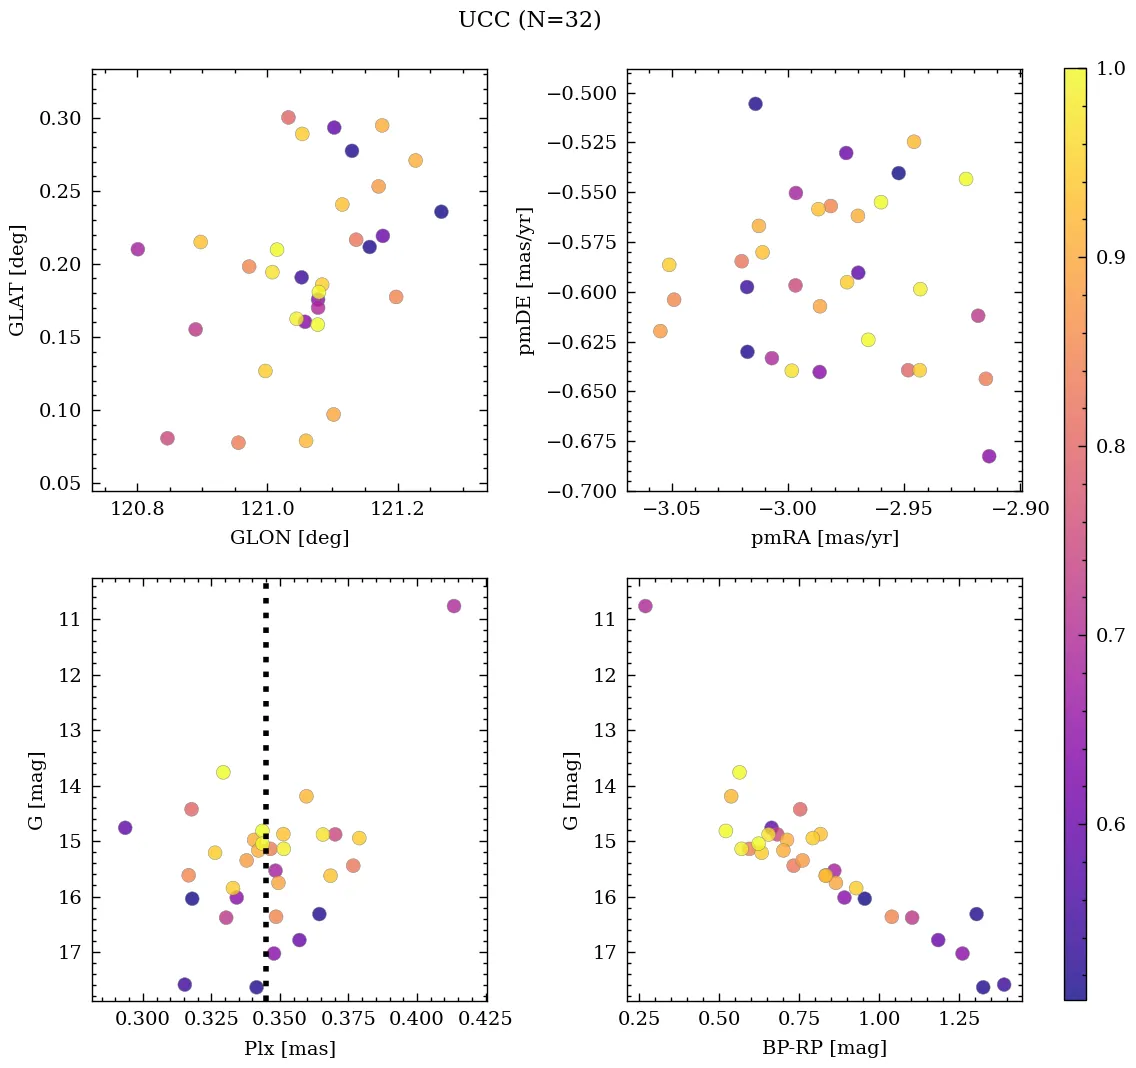 UCC (N=32)
0.30
0.25
0.20
0.15
0.10
0.05
GLAT [deg]
120.8 121.0 121.2
GLON [deg]
−0.500
−0.525
−0.550
−0.575
−0.600
−0.625
−0.650
−0.675
−0.700
pmDE [mas/yr]
−3.05 −3.00 −2.95 −2.90
pmRA [mas/yr]
11
12
13
14
15
16
17
G [mag]
0.300 0.325 0.350 0.375 0.400 0.425
Plx [mas]
11
12
13
14
15
16
17
G [mag]
0.25 0.50 0.75 1.00 1.25
BP-RP [mag]
1.0
0.9
0.8
0.7
0.6